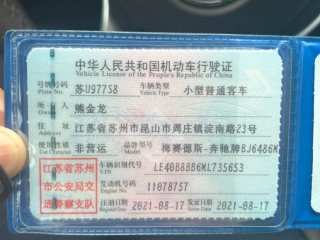 中华人民共和国机动车行驶证
Vehicle License of the People's Republic of China
号牌号码 苏U977S8 车辆类型 小型普通客车
Plate No. Vehicle Type
所有人 熊金龙
Owner
住 址 江苏省苏州市昆山市周庄镇淀南路23号
Address
使用性质 非营运 品牌型号 梅赛德斯-奔驰牌BJ6486M
Use Character Model
江苏省苏州 车辆识别代号 LE40B8BB6ML735653
VIN
市公安局交 发动机号码 11078757
Engine No.
通警察支队 注册日期 2021-08-17 发证日期 2021-08-17
Register Date Issue Date